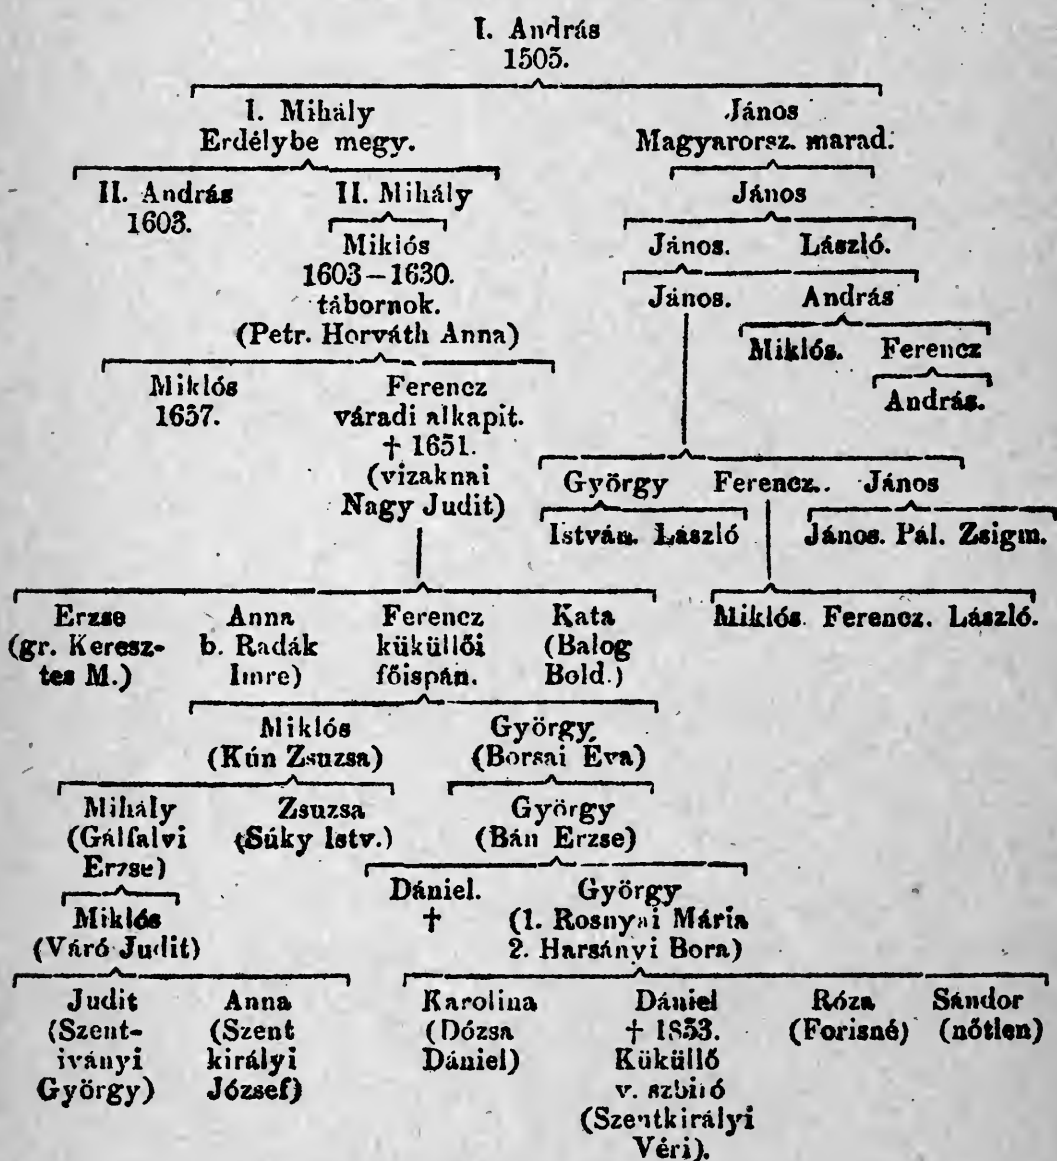 I. András
1505.
I. Mihály János
Erdélybe megy. Magyarorsz. marad.
II. András II. Mihály János
1603.
Miklós János. László.
1603–1630.
tábornok. János. András
(Petr. Horváth Anna)
Miklós. Ferencz
Miklós Ferencz András.
1657. váradi alkapit.
† 1651.
(vizaknai György Ferencz. János
Nagy Judit)
István. László János. Pál. Zsigm.
Erzse Anna Ferencz Kata Miklós. Ferencz. László.
(gr. Keresz- b. Radák küküllői (Balog
tes M.) Imre) főispán. Bold.)
Miklós György
(Kún Zsuzsa) (Borsai Éva)
Mihály Zsuzsa György
(Gálfalvi (Súky Istv.) (Bán Erzse)
Erzse)
Dániel. György
Miklós † (1. Rosnyai Mária
(Váró Judit) 2. Harsányi Bora)
Judit Anna Karolina Dániel Róza Sándor
(Szent- (Szent (Dózsa † 1853. (Forisné) (nőtlen)
iványi királyi Dániel) Küküllő
György) József) v. szbiró
(Szentkirályi
Véri).